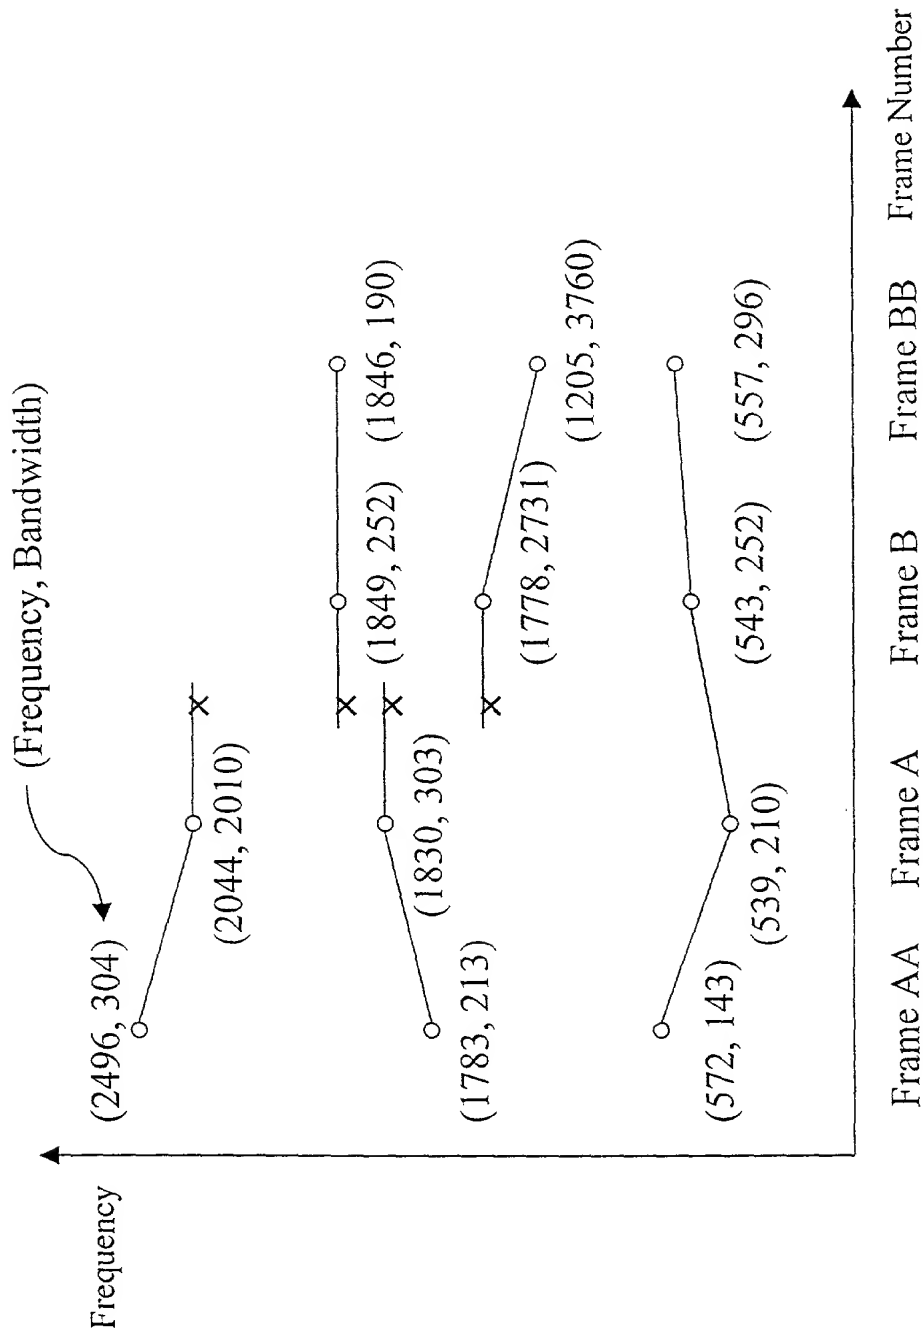 (Frequency, Bandwidth)
Frequency
(2496, 304)
(2044, 2010)
(1849, 252)
(1846, 190)
(1783, 213)
(1830, 303)
(1778, 2731)
(1205, 3760)
(572, 143)
(539, 210)
(543, 252)
(557, 296)
Frame AA
Frame A
Frame B
Frame BB
Frame Number
X
X
X
X